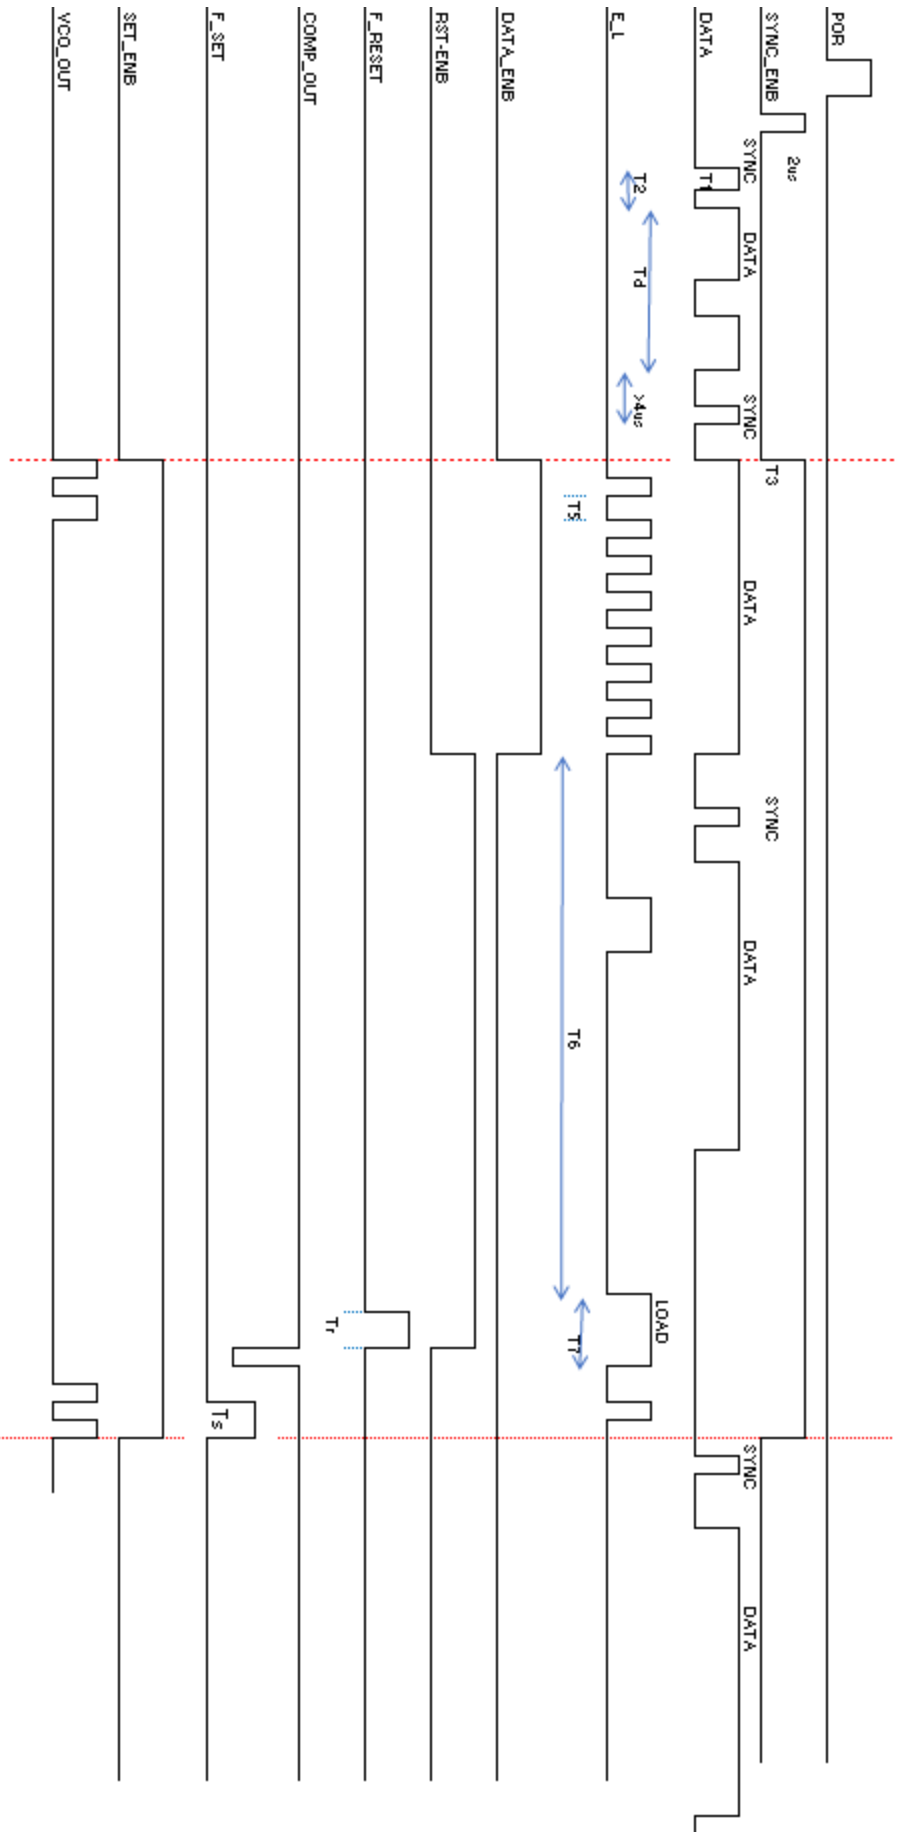 POR
SYNC_ENB
2us
T3
SYNC
SYNC
DATA
SYNC
DATA
SYNC
DATA
SYNC
DATA
DATA
T1
LOAD
E_L
T2
Td
>4us
T5
T6
T7
DATA_ENB
RST-ENB
F_RESET
Tr
COMP_OUT
F_SET
Ts
SET_ENB
VCO_OUT